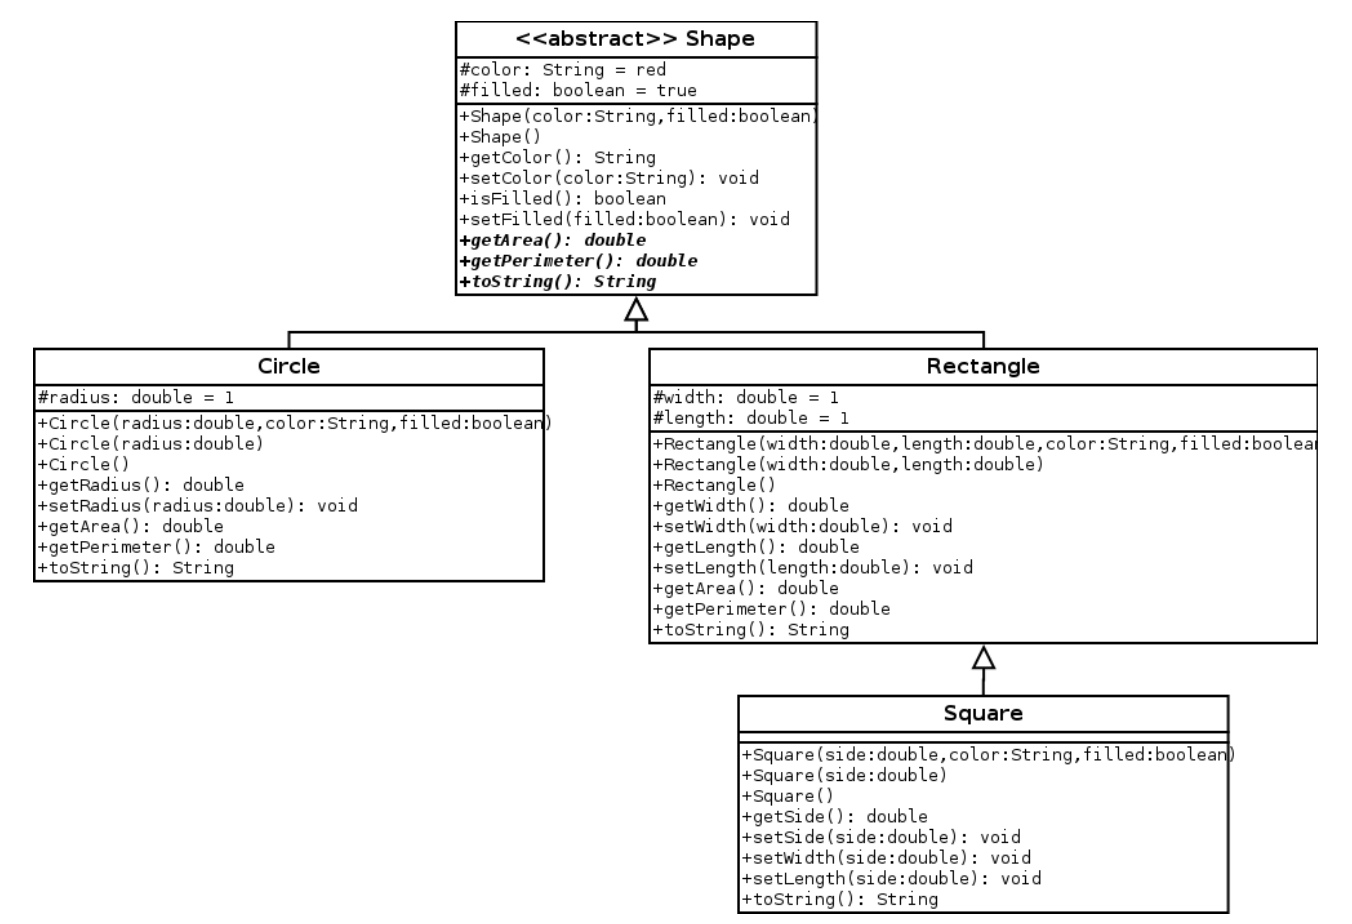 <<abstract>> Shape
#color: String = red
#filled: boolean = true
+Shape(color:String,filled:boolean)
+Shape()
+getColor(): String
+setColor(color:String): void
+isFilled(): boolean
+setFilled(filled:boolean): void
+getArea(): double
+getPerimeter(): double
+toString(): String
Circle
#radius: double = 1
+Circle(radius:double,color:String,filled:boolean)
+Circle(radius:double)
+Circle()
+getRadius(): double
+setRadius(radius:double): void
+getArea(): double
+getPerimeter(): double
+toString(): String
Rectangle
#width: double = 1
#length: double = 1
+Rectangle(width:double,length:double,color:String,filled:boolean
+Rectangle(width:double,length:double)
+Rectangle()
+getWidth(): double
+setWidth(width:double): void
+getLength(): double
+setLength(length:double): void
+getArea(): double
+getPerimeter(): double
+toString(): String
Square
+Square(side:double,color:String,filled:boolean)
+Square(side:double)
+Square()
+getSide(): double
+setSide(side:double): void
+setWidth(side:double): void
+setLength(side:double): void
+toString(): String